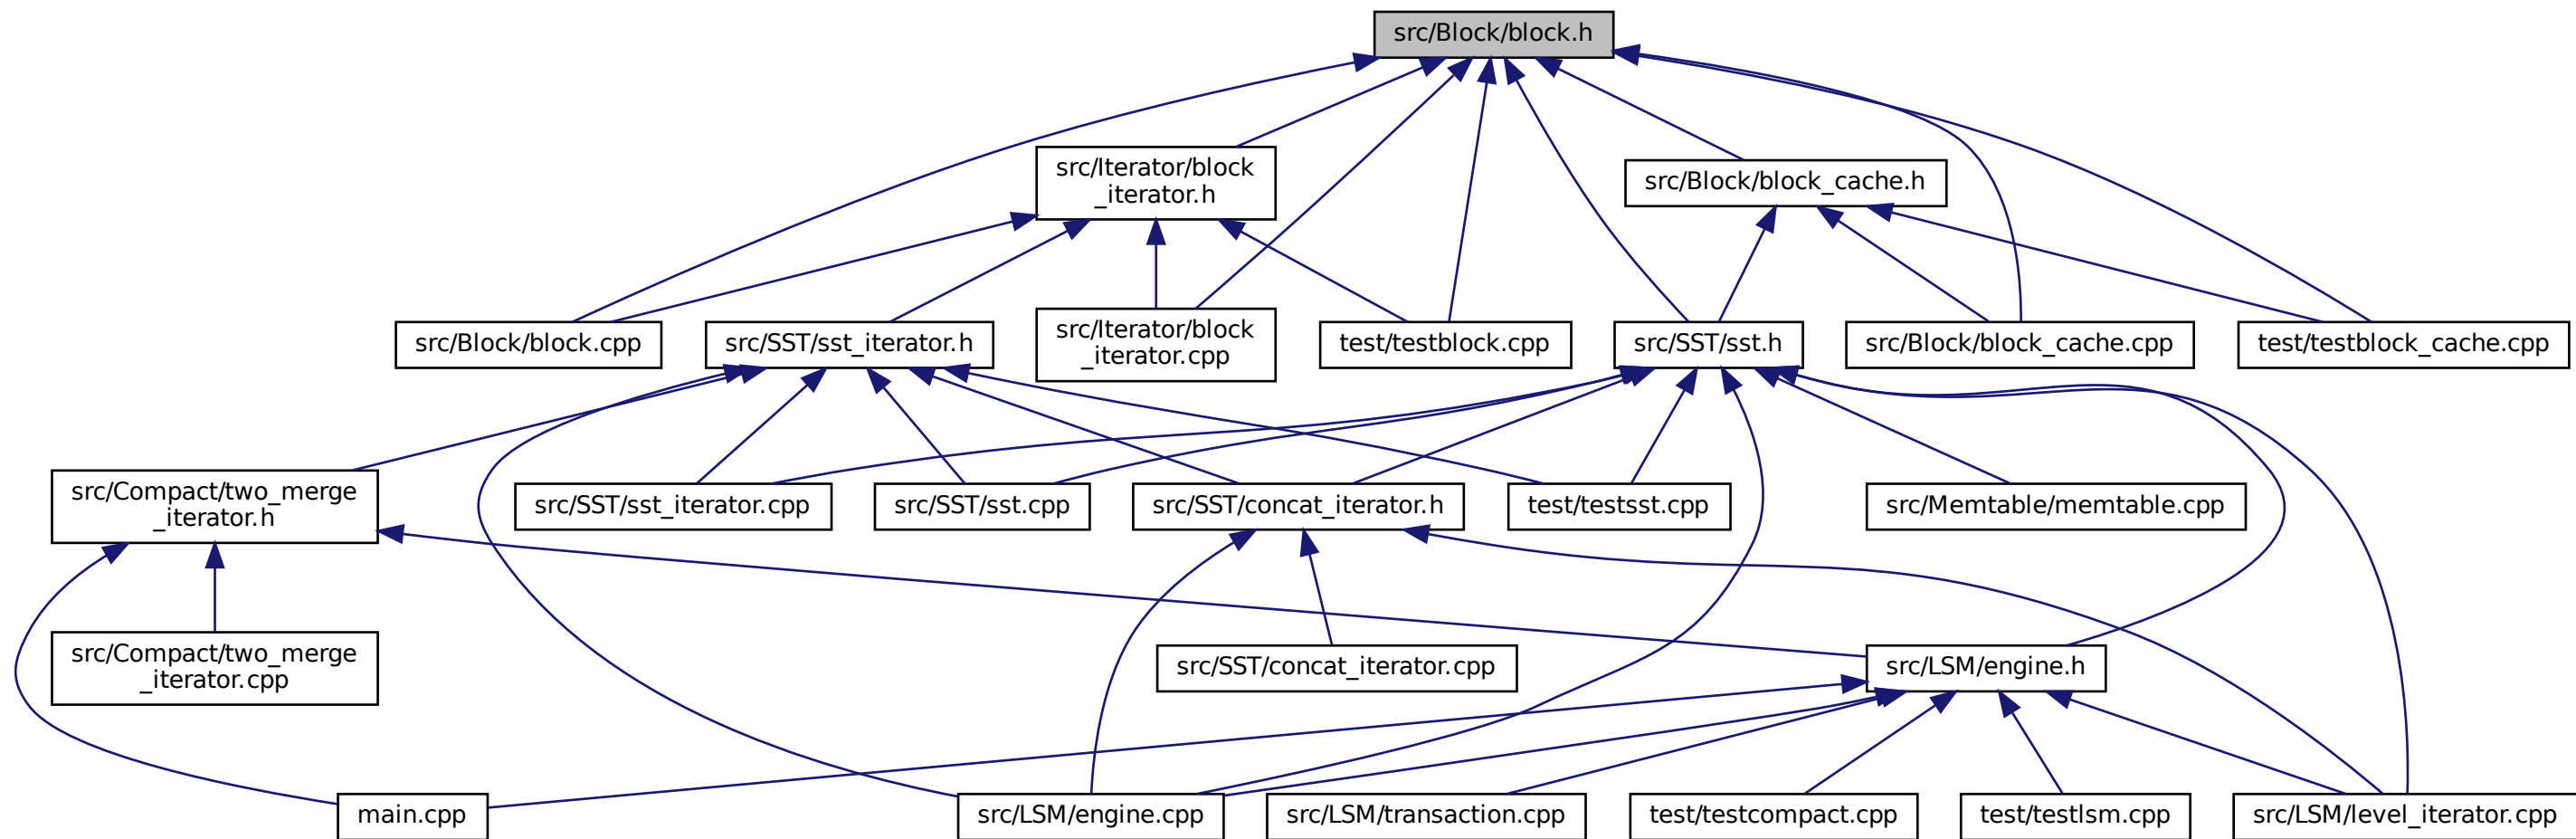 src/Block/block.h
src/Iterator/block
_iterator.h
src/Block/block_cache.h
src/Block/block.cpp
src/SST/sst_iterator.h
src/Iterator/block
_iterator.cpp
test/testblock.cpp
src/SST/sst.h
src/Block/block_cache.cpp
test/testblock_cache.cpp
src/Compact/two_merge
_iterator.h
src/SST/sst_iterator.cpp
src/SST/sst.cpp
src/SST/concat_iterator.h
test/testsst.cpp
src/Memtable/memtable.cpp
src/Compact/two_merge
_iterator.cpp
src/SST/concat_iterator.cpp
src/LSM/engine.h
main.cpp
src/LSM/engine.cpp
src/LSM/transaction.cpp
test/testcompact.cpp
test/testlsm.cpp
src/LSM/level_iterator.cpp